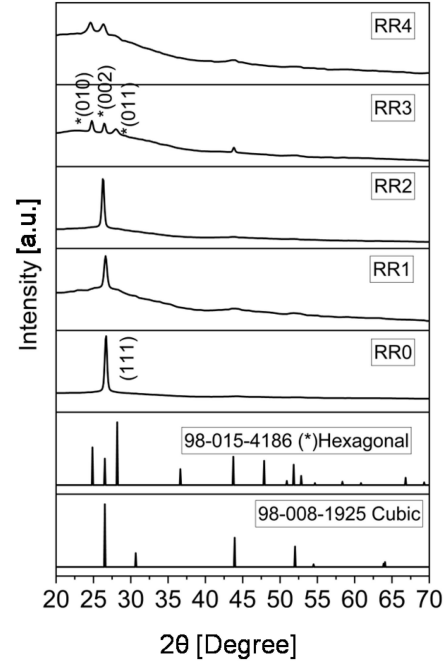 RR4
*(010)
*(002)
*(011)
RR3
RR2
RR1
RR0
(111)
98-015-4186 (*)Hexagonal
98-008-1925 Cubic
20 25 30 35 40 45 50 55 60 65 70
2θ [Degree]
Intensity [a.u.]